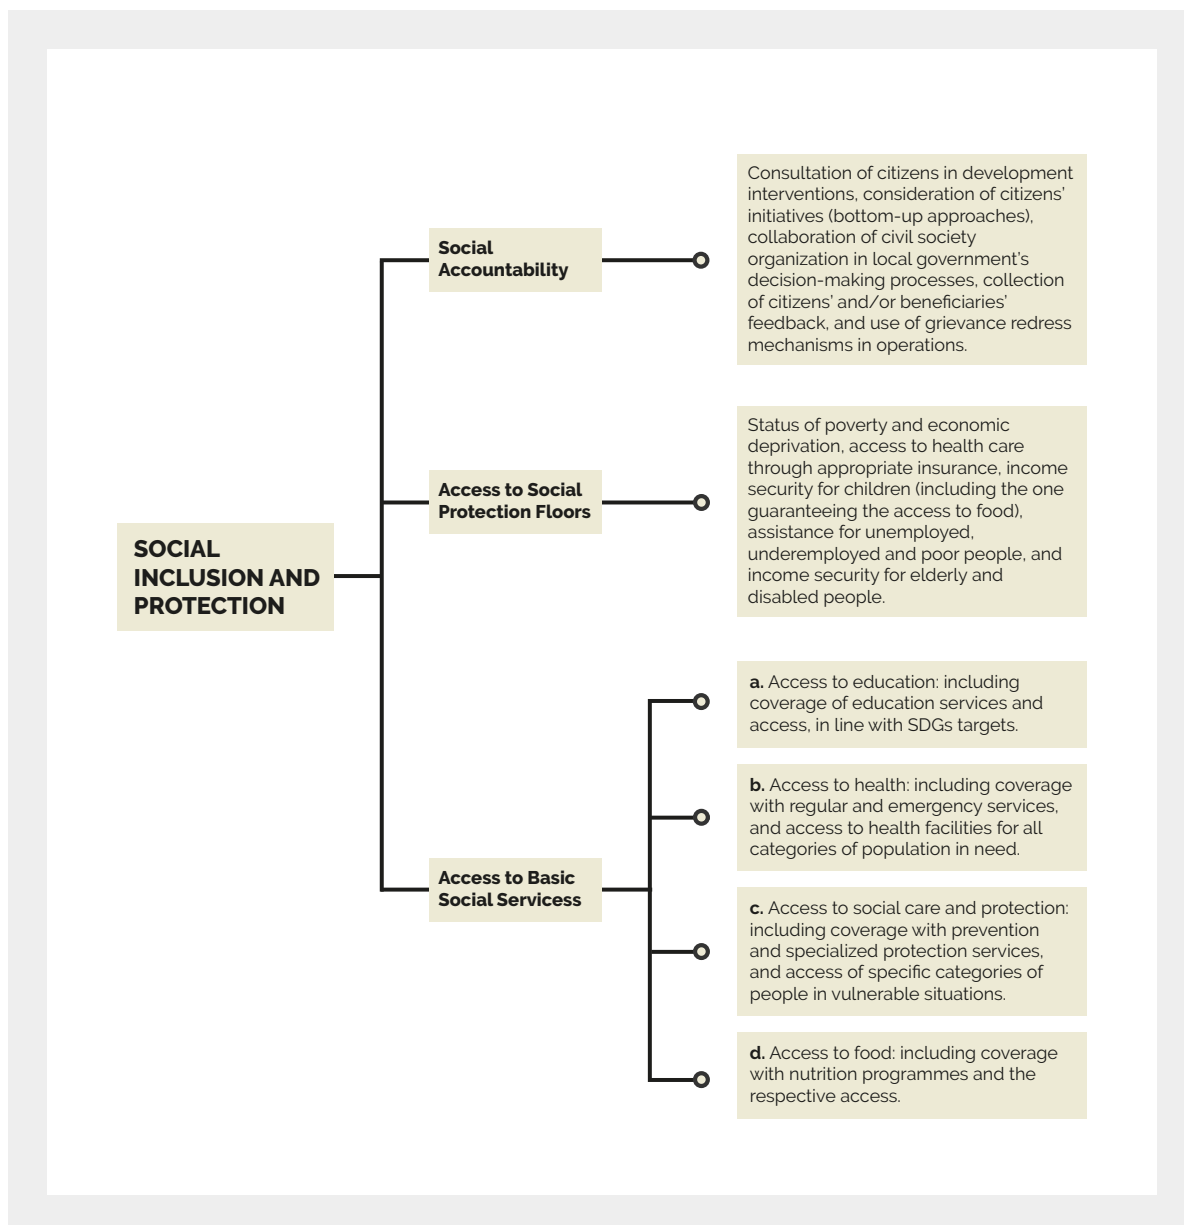 SOCIAL
INCLUSION AND
PROTECTION
Social
Accountability
Consultation of citizens in development
interventions, consideration of citizens’
initiatives (bottom-up approaches),
collaboration of civil society
organization in local government’s
decision-making processes, collection
of citizens’ and/or beneficiaries’
feedback, and use of grievance redress
mechanisms in operations.
Access to Social
Protection Floors
Status of poverty and economic
deprivation, access to health care
through appropriate insurance, income
security for children (including the one
guaranteeing the access to food),
assistance for unemployed,
underemployed and poor people, and
income security for elderly and
disabled people.
Access to Basic
Social Servicess
a. Access to education: including
coverage of education services and
access, in line with SDGs targets.
b. Access to health: including coverage
with regular and emergency services,
and access to health facilities for all
categories of population in need.
c. Access to social care and protection:
including coverage with prevention
and specialized protection services,
and access of specific categories of
people in vulnerable situations.
d. Access to food: including coverage
with nutrition programmes and the
respective access.